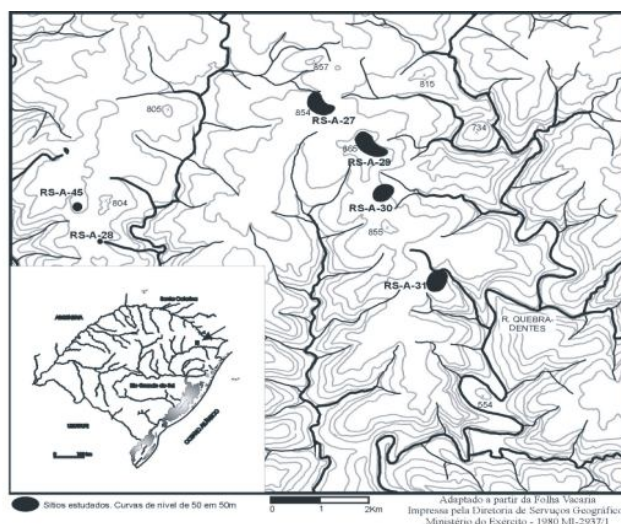 857
815
805
854
RS-A-27
734
865
RS-A-29
RS-A-45
804
RS-A-30
RS-A-28
855
RS-A-31
R. QUEBRA-
DENTES
554
0 1 2Km
Sítios estudados. Curvas de nível de 50 em 50m
Adaptado a partir da Folha Vacaria
Impressa pela Diretoria de Serviços Geográfico
Ministério do Exército - 1980 MI-2937/1